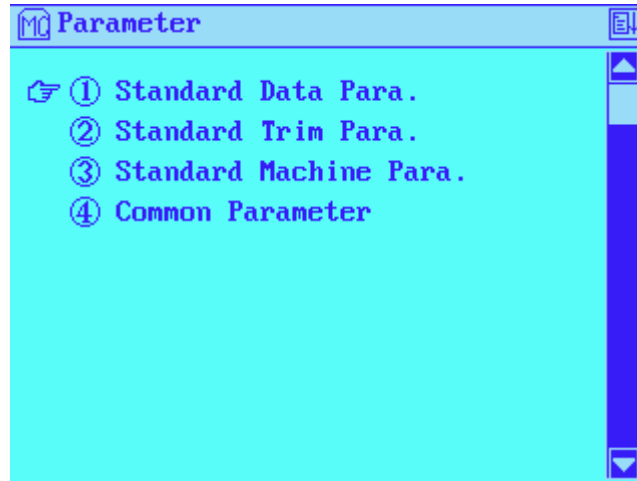 MC Parameter
① Standard Data Para.
② Standard Trim Para.
③ Standard Machine Para.
④ Common Parameter